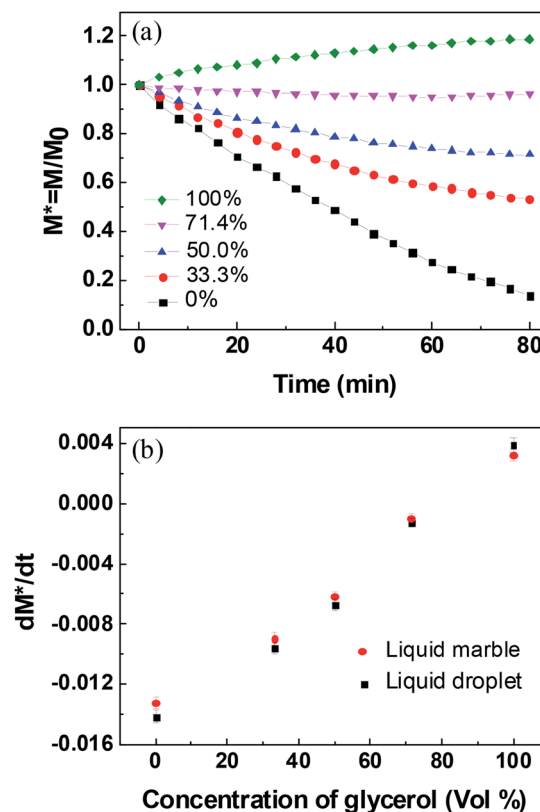 (a)
1.2
1.0
0.8
0.6
0.4
0.2
0.0
M*=M/M0
100%
71.4%
50.0%
33.3%
0%
0 20 40 60 80
Time (min)
(b)
0.004
0.000
-0.004
-0.008
-0.012
-0.016
dM*/dt
Liquid marble
Liquid droplet
0 20 40 60 80 100
Concentration of glycerol (Vol %)